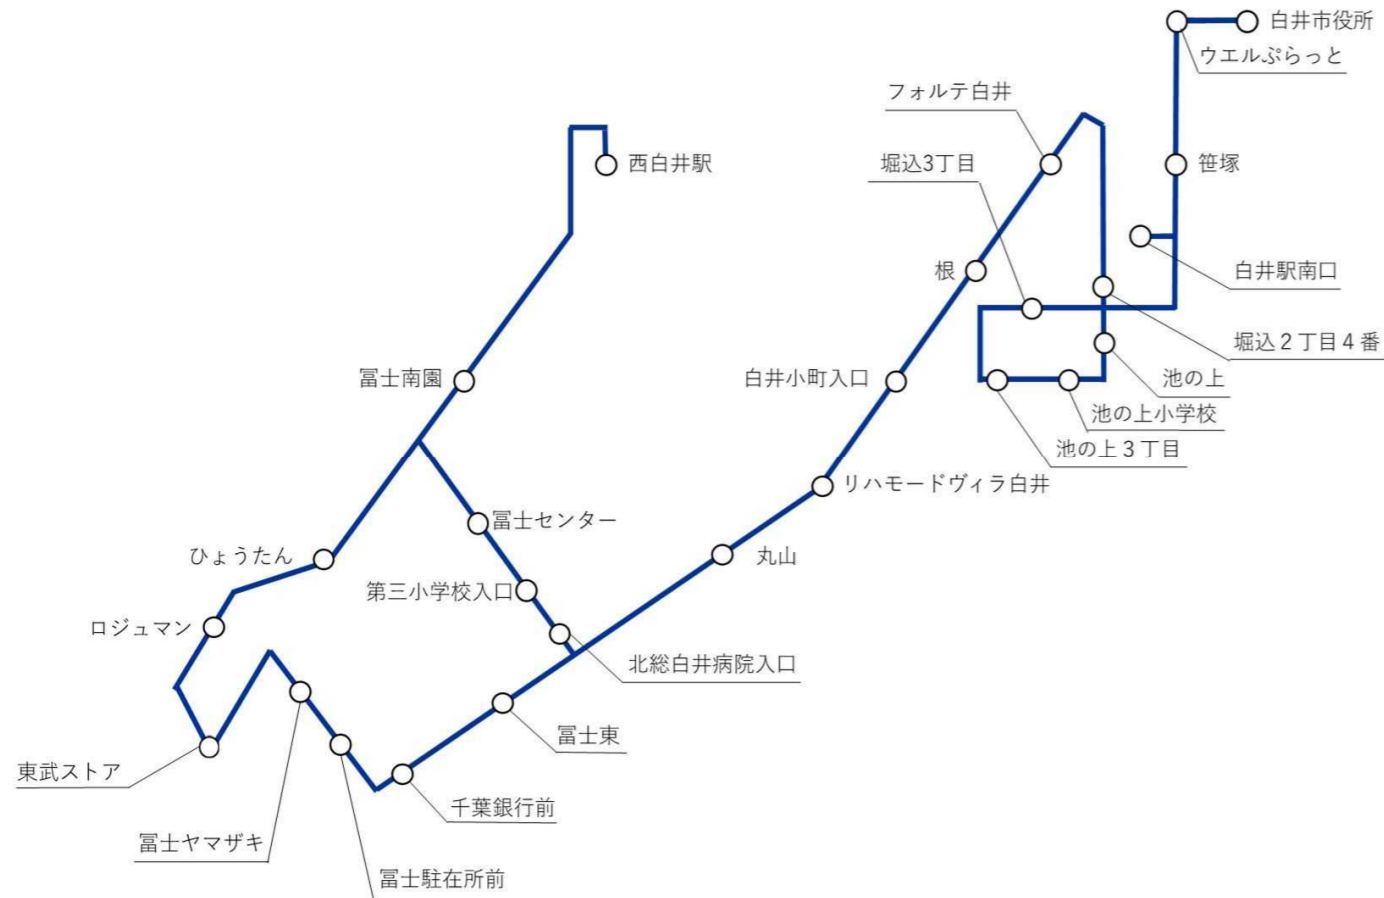 白井市役所
ウエルぷらっと
フォルテ白井
西白井駅
堀込3丁目
笹塚
根
白井駅南口
堀込２丁目４番
冨士南園
白井小町入口
池の上
池の上小学校
池の上３丁目
リハモードヴィラ白井
冨士センター
ひょうたん
丸山
第三小学校入口
ロジュマン
北総白井病院入口
冨士東
東武ストア
千葉銀行前
冨士ヤマザキ
冨士駐在所前